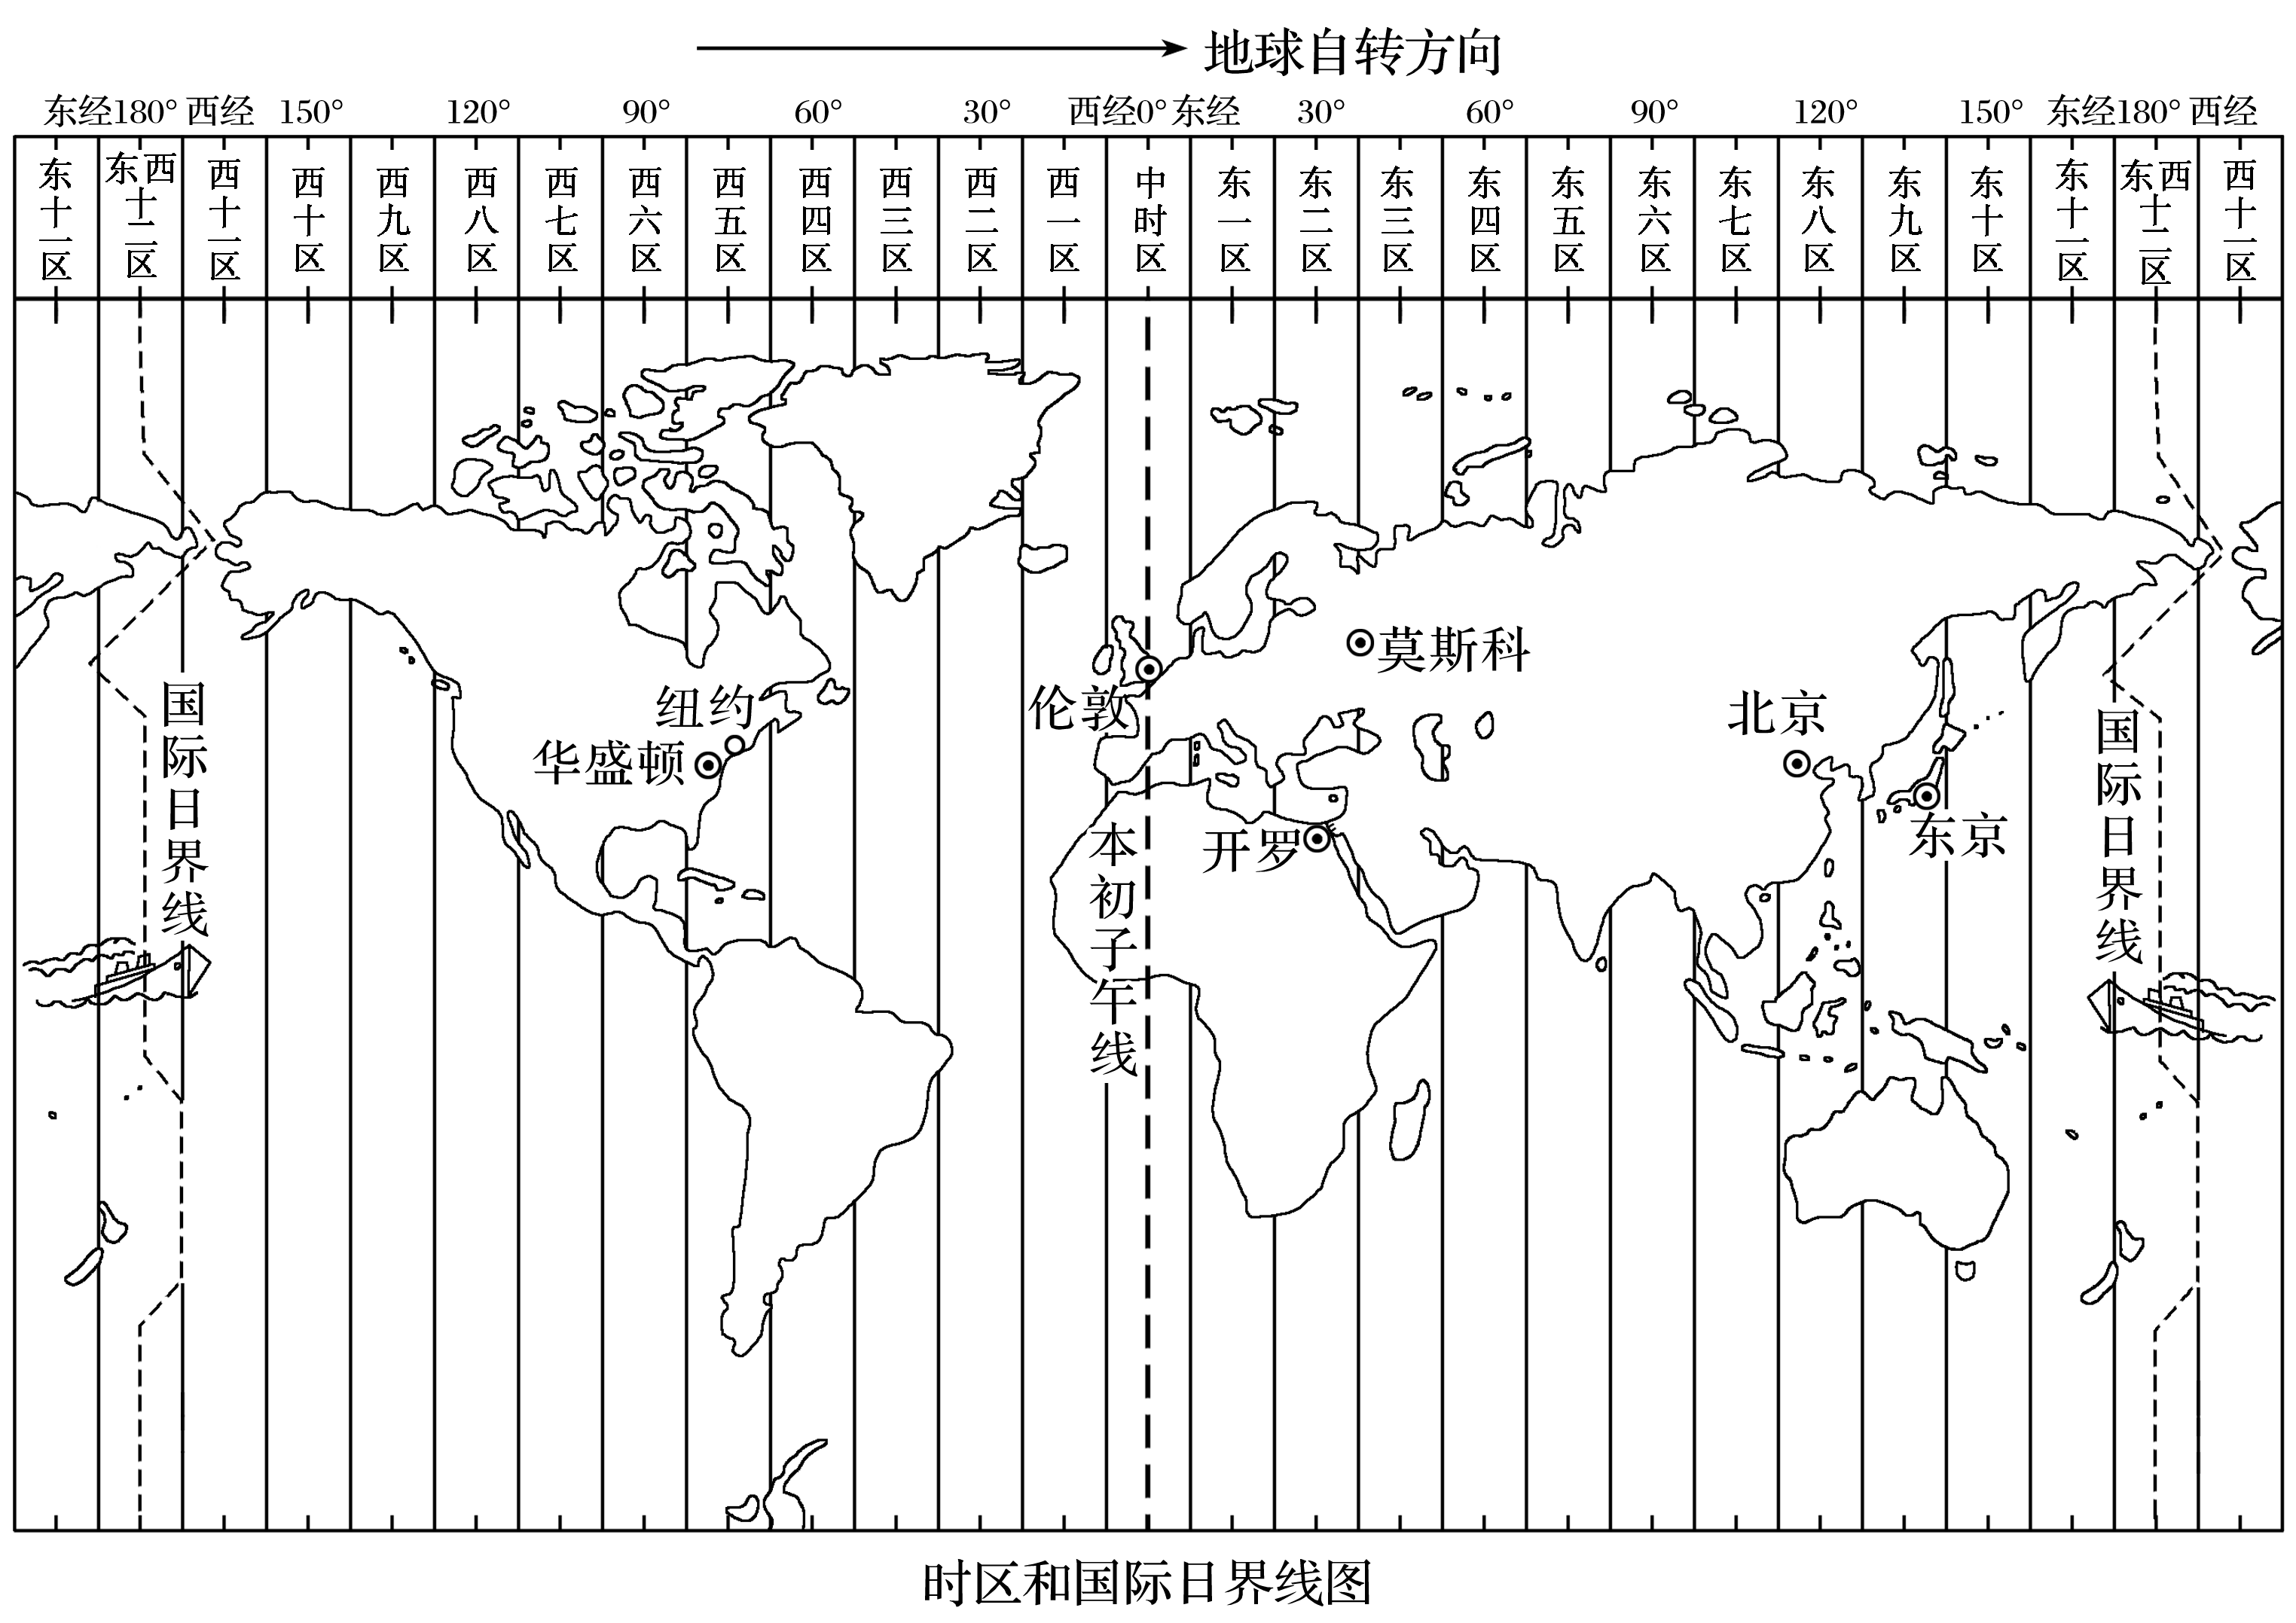 地球自转方向
东经180° 西经 150° 120° 90° 60° 30° 西经0° 东经 30° 60° 90° 120° 150° 东经180° 西经
东十一区
东西十二区
西十一区
西十区
西九区
西八区
西七区
西六区
西五区
西四区
西三区
西二区
西一区
中时区
东一区
东二区
东三区
东四区
东五区
东六区
东七区
东八区
东九区
东十区
东十一区
东西十二区
西十一区
莫斯科
国际日界线
纽约
伦敦
北京
国际日界线
华盛顿
本初子午线
开罗
东京
时区和国际日界线图